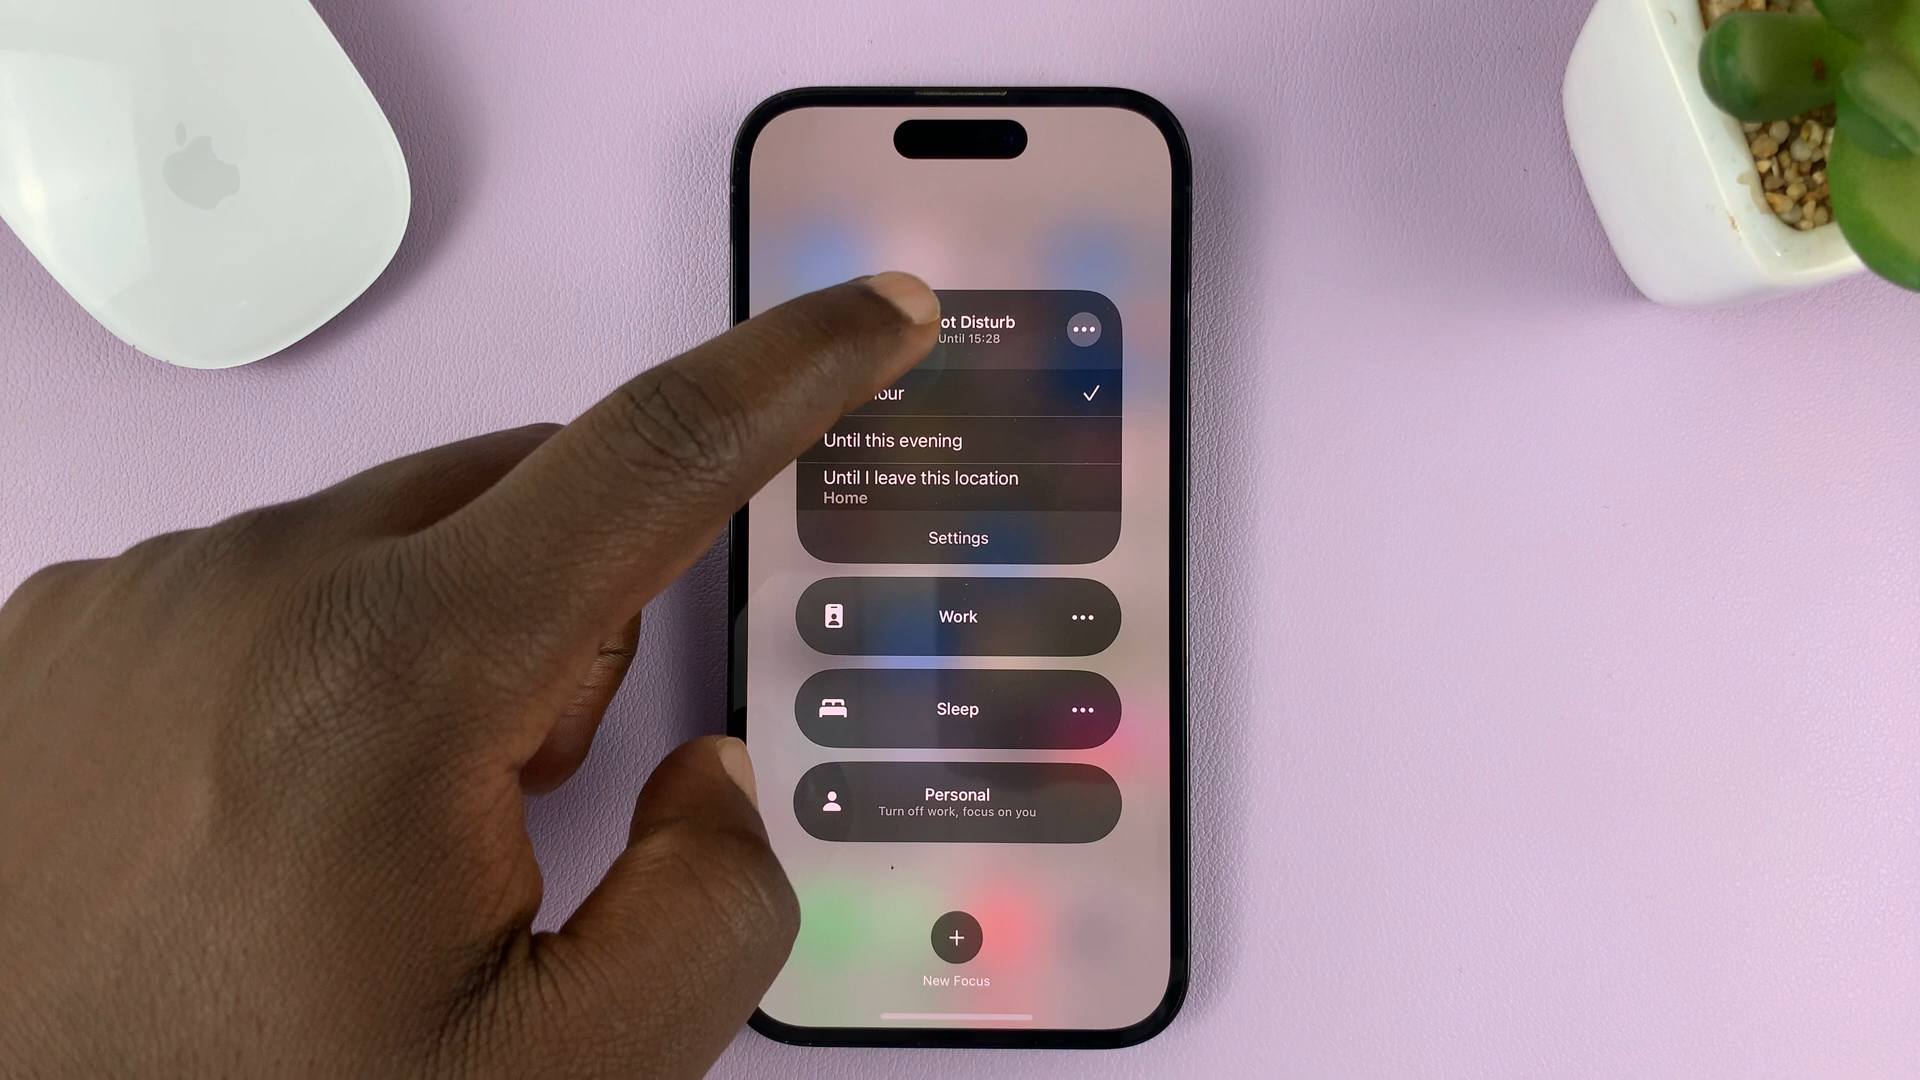 ot Disturb
Until 15:28
our
Until this evening
Until I leave this location
Home
Settings
Work
Sleep
Personal
Turn off work, focus on you
New Focus